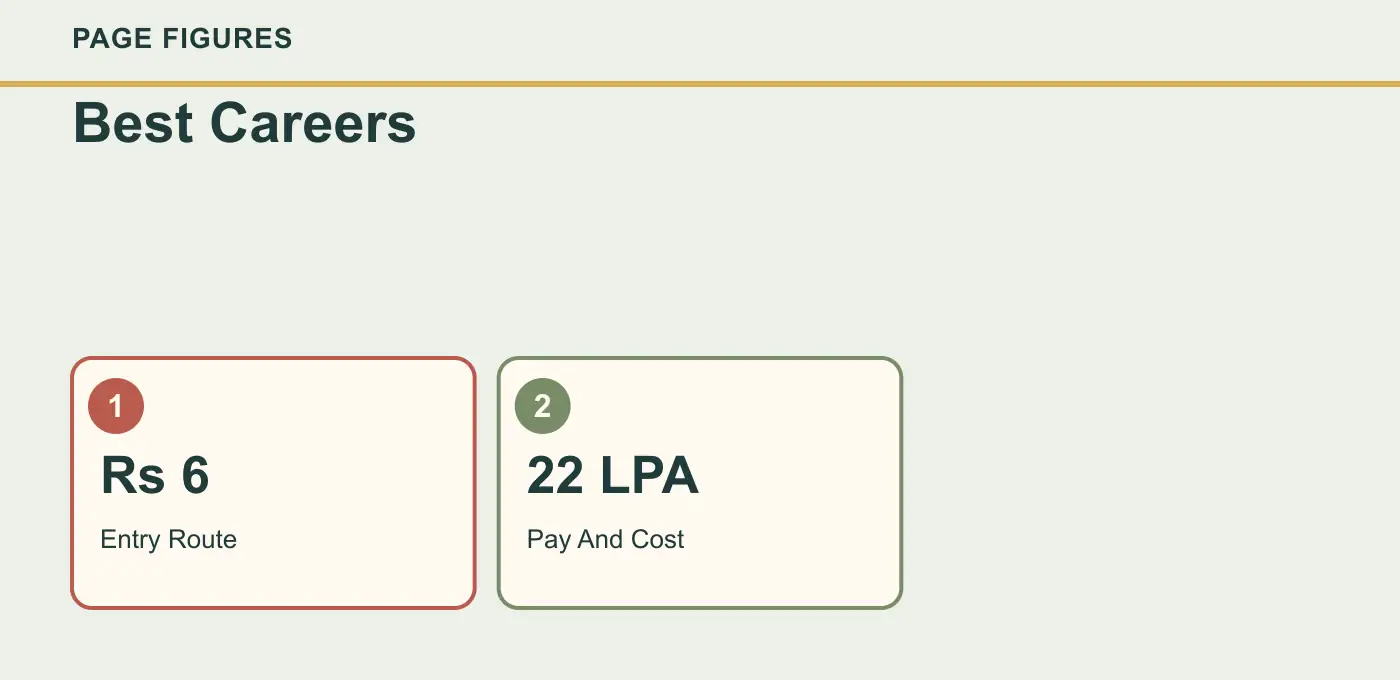 PAGE FIGURES
Best Careers
1
Rs 6
Entry Route
2
22 LPA
Pay And Cost